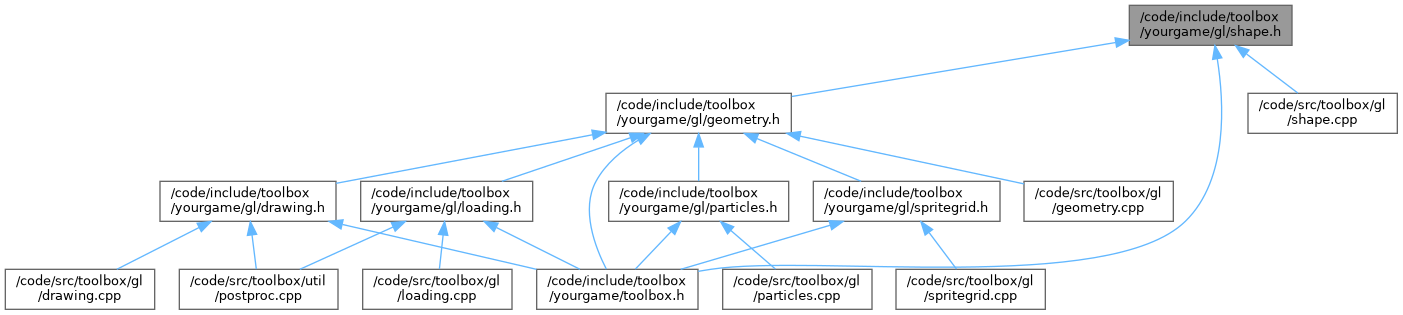 /code/include/toolbox
/yourgame/gl/shape.h
/code/include/toolbox
/yourgame/gl/geometry.h
/code/src/toolbox/gl
/shape.cpp
/code/include/toolbox
/yourgame/gl/drawing.h
/code/include/toolbox
/yourgame/gl/loading.h
/code/include/toolbox
/yourgame/gl/particles.h
/code/include/toolbox
/yourgame/gl/spritegrid.h
/code/src/toolbox/gl
/geometry.cpp
/code/src/toolbox/gl
/drawing.cpp
/code/src/toolbox/util
/postproc.cpp
/code/src/toolbox/gl
/loading.cpp
/code/include/toolbox
/yourgame/toolbox.h
/code/src/toolbox/gl
/particles.cpp
/code/src/toolbox/gl
/spritegrid.cpp